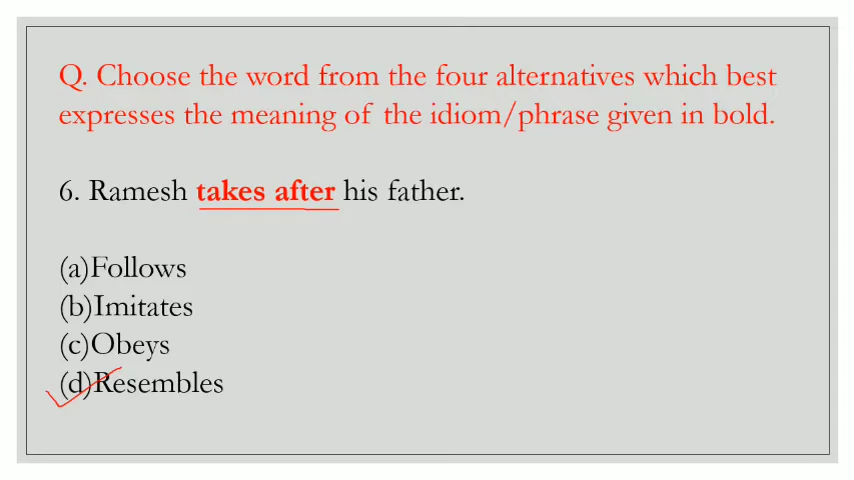 Q. Choose the word from the four alternatives which best
expresses the meaning of the idiom/phrase given in bold.
6. Ramesh takes after his father.
(a)Follows
(b)Imitates
(c)Obeys
(d)Resembles